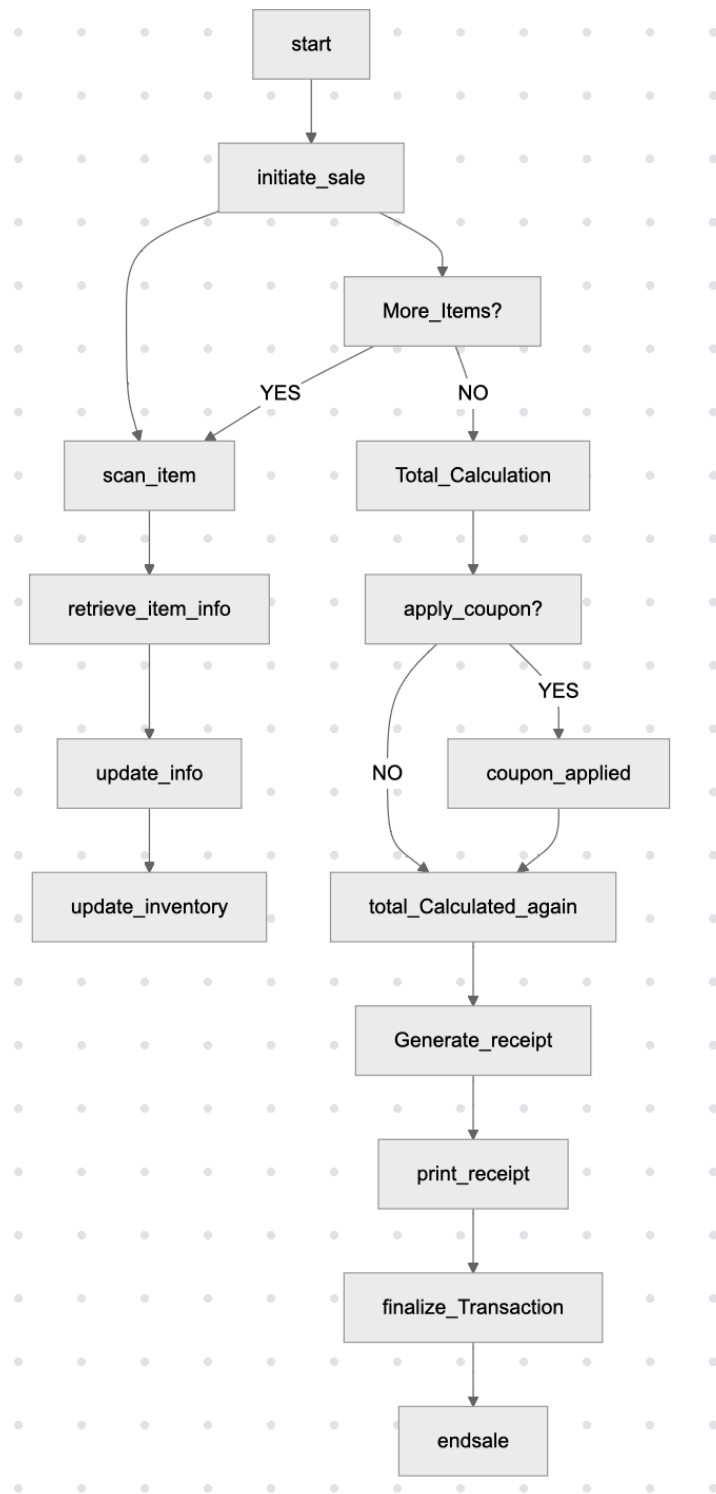 start
initiate_sale
More_Items?
YES
NO
scan_item
Total_Calculation
retrieve_item_info
apply_coupon?
YES
update_info
NO
coupon_applied
update_inventory
total_Calculated_again
Generate_receipt
print_receipt
finalize_Transaction
endsale